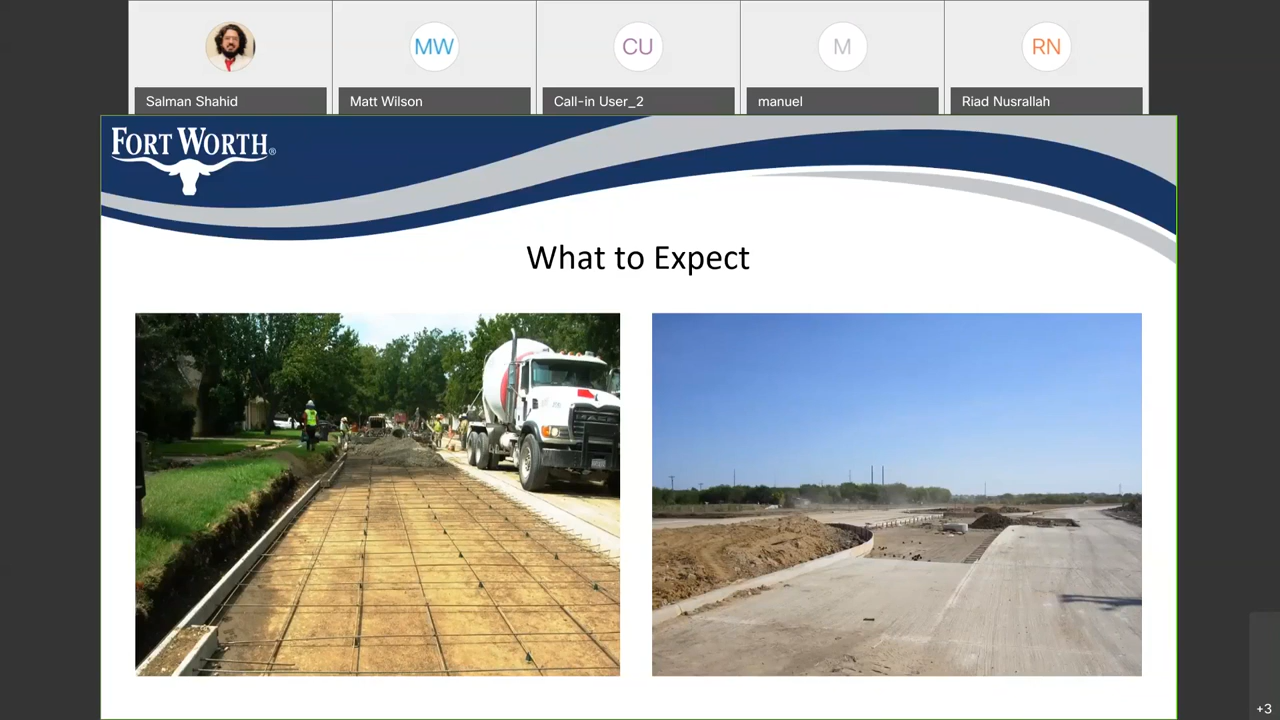 MW
CU
M
RN
Salman Shahid
Matt Wilson
Call-in User_2
manuel
Riad Nusrallah
FORT WORTH®
What to Expect
MACK
+3